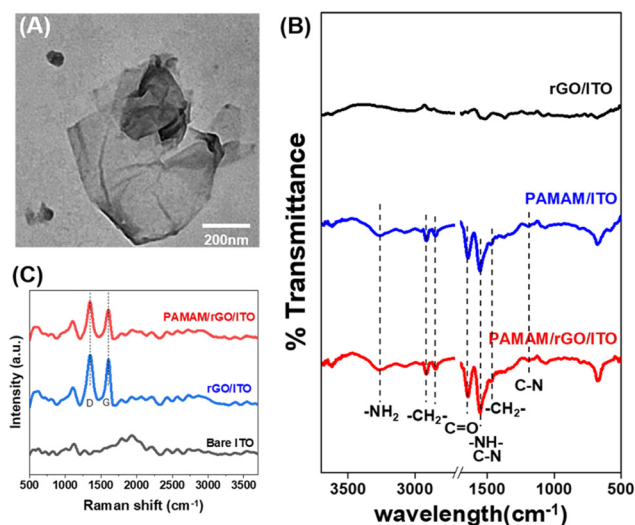 (A)
200nm
(B)
rGO/ITO
PAMAM/ITO
PAMAM/rGO/ITO
-NH2
-CH2-
C=O
-NH-
C-N
-CH2-
C-N
% Transmittance
3500
3000
1500
1000
500
wavelength(cm-1)
(C)
PAMAM/rGO/ITO
rGO/ITO
D
G
Bare ITO
Intensity (a.u.)
500
1000
1500
2000
2500
3000
3500
Raman shift (cm-1)